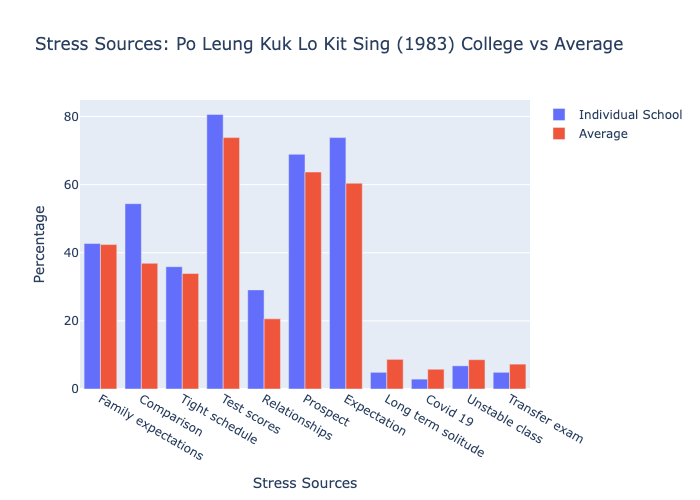 Stress Sources: Po Leung Kuk Lo Kit Sing (1983) College vs Average
Individual School
Average
Percentage
80
60
40
20
0
Family expectations
Comparison
Tight schedule
Test scores
Relationships
Prospect
Expectation
Long term solitude
Covid 19
Unstable class
Transfer exam
Stress Sources